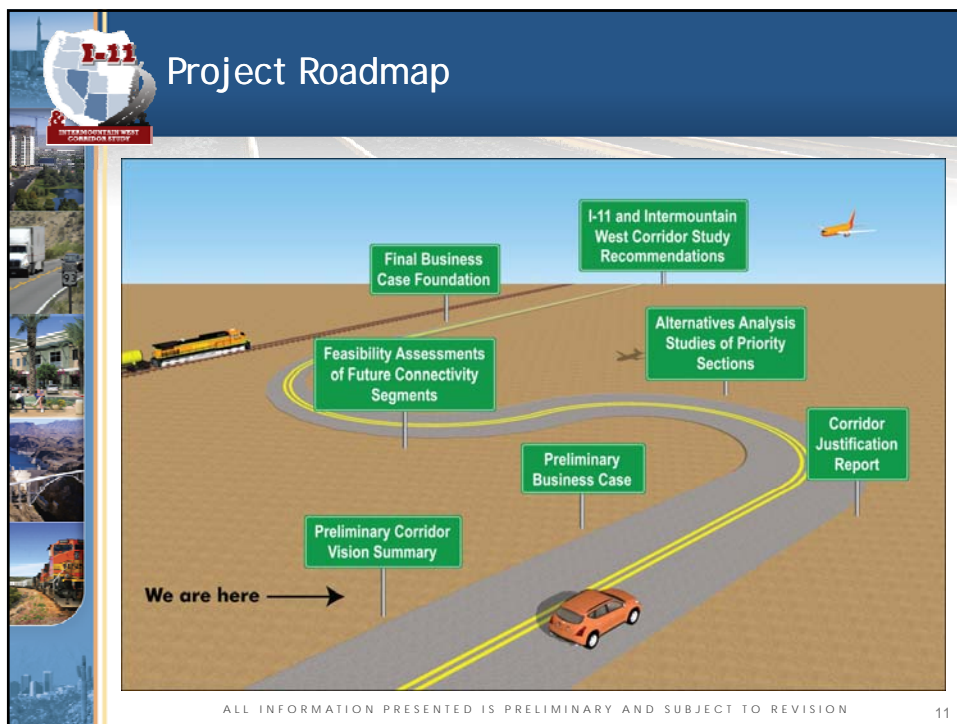 I-11
&
INTERMOUNTAIN WEST
CORRIDOR STUDY
Project Roadmap
I-11 and Intermountain
West Corridor Study
Recommendations
Final Business
Case Foundation
Alternatives Analysis
Studies of Priority
Sections
Feasibility Assessments
of Future Connectivity
Segments
Corridor
Justification
Report
Preliminary
Business Case
Preliminary Corridor
Vision Summary
We are here
ALL INFORMATION PRESENTED IS PRELIMINARY AND SUBJECT TO REVISION
11